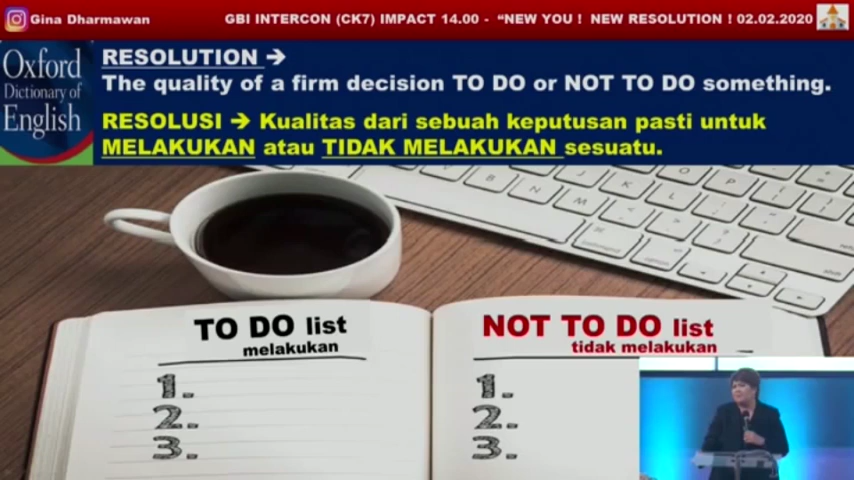 Gina Dharmawan
GBI INTERCON (CK7) IMPACT 14.00 - “NEW YOU ! NEW RESOLUTION ! 02.02.2020
Oxford
Dictionary of
English
RESOLUTION ➔
The quality of a firm decision TO DO or NOT TO DO something.
RESOLUSI ➔ Kualitas dari sebuah keputusan pasti untuk
MELAKUKAN atau TIDAK MELAKUKAN sesuatu.
TO DO list
melakukan
1.
2.
3.
NOT TO DO list
tidak melakukan
1.
2.
3.